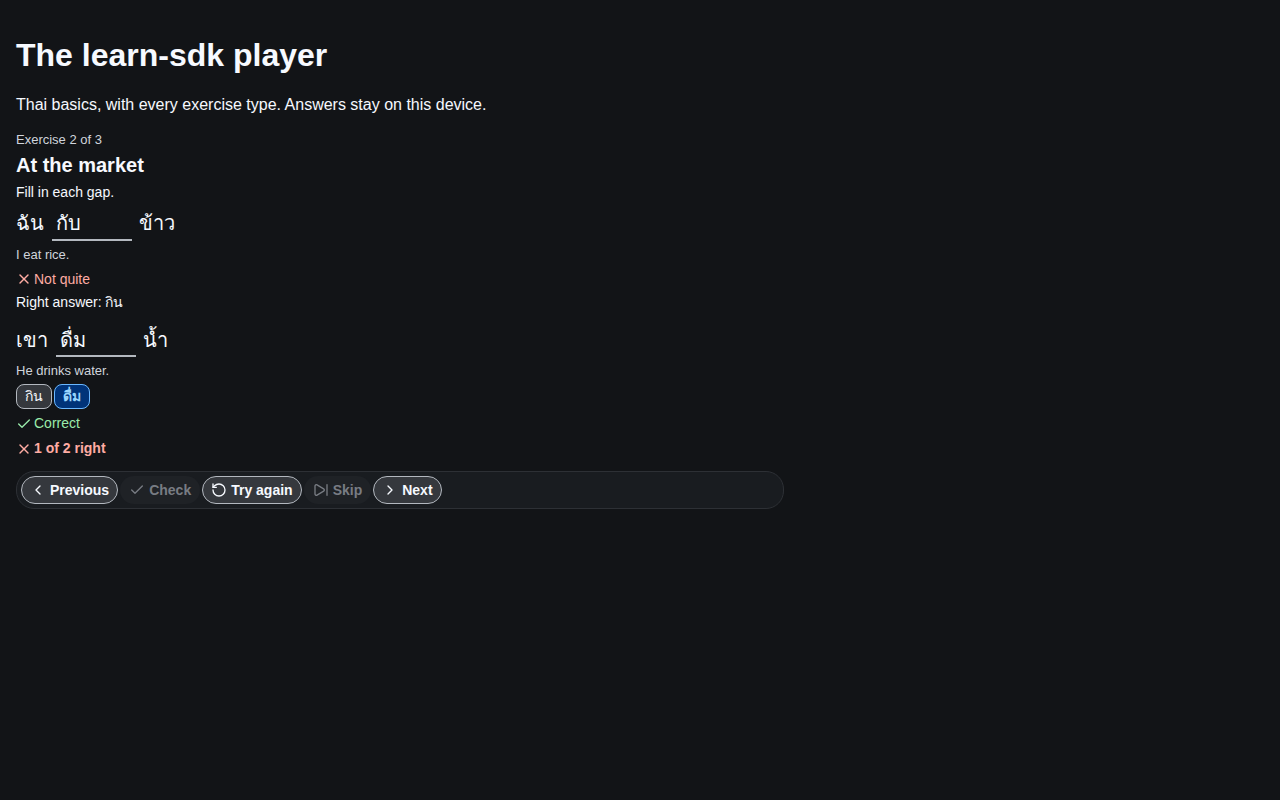 The learn-sdk player
Thai basics, with every exercise type. Answers stay on this device.
Exercise 2 of 3
At the market
Fill in each gap.
ฉัน กับ ข้าว
I eat rice.
Not quite
Right answer: กิน
เขา ดื่ม น้ำ
He drinks water.
กิน ดื่ม
Correct
1 of 2 right
Previous Check Try again Skip Next